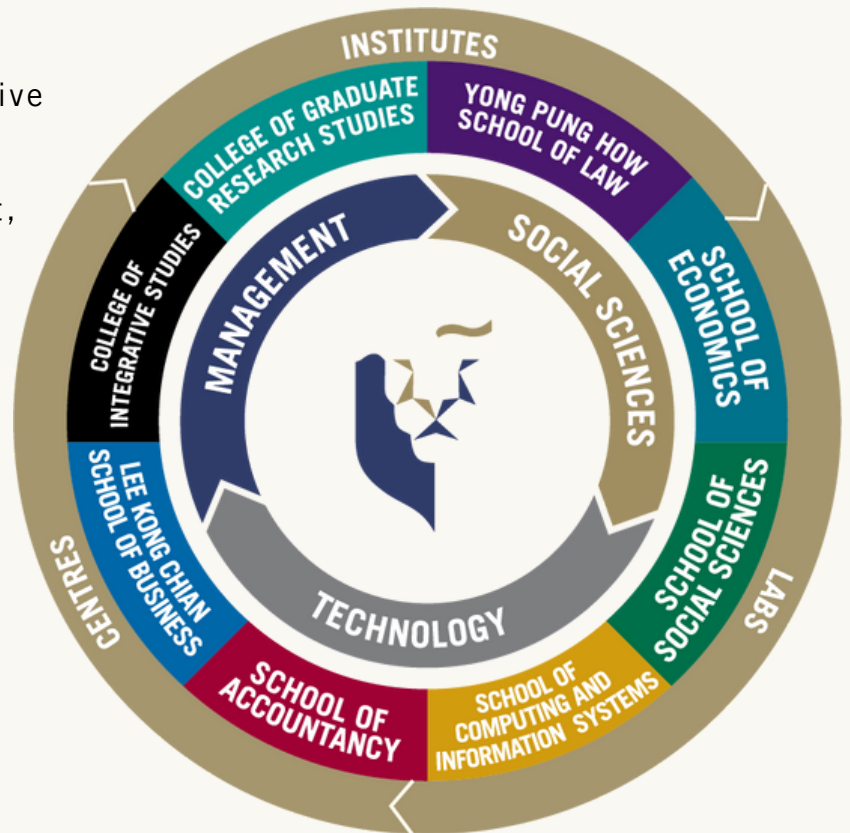 ive
t,
INSTITUTES
COLLEGE OF GRADUATE
RESEARCH STUDIES
YONG PUNG HOW
SCHOOL OF LAW
SCHOOL OF
ECONOMICS
SCHOOL OF
SOCIAL SCIENCES
SCHOOL OF
COMPUTING AND
INFORMATION SYSTEMS
SCHOOL OF
ACCOUNTANCY
LEE KONG CHIAN
SCHOOL OF BUSINESS
COLLEGE OF
INTEGRATIVE STUDIES
MANAGEMENT
SOCIAL SCIENCES
TECHNOLOGY
LABS
CENTRES